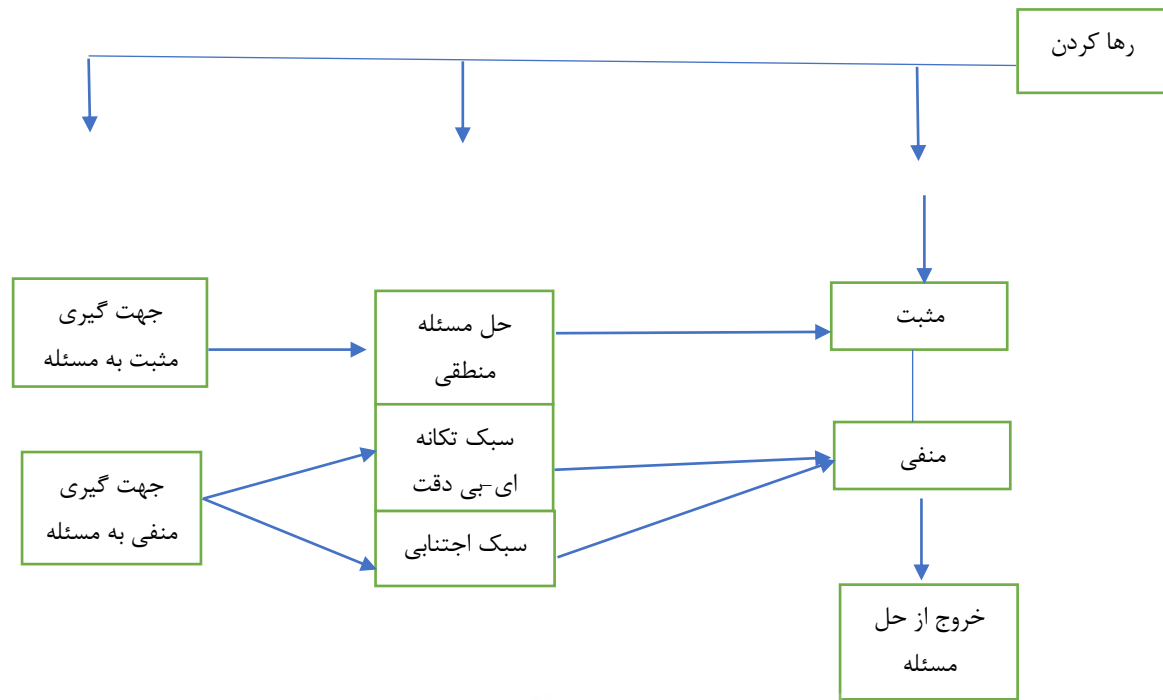 رها کردن
مثبت
جهت گیری
مثبت به مسئله
حل مسئله
منطقی
سبک تکانه
ای-بی دقت
منفی
جهت گیری
منفی به مسئله
سبک اجتنابی
خروج از حل
مسئله